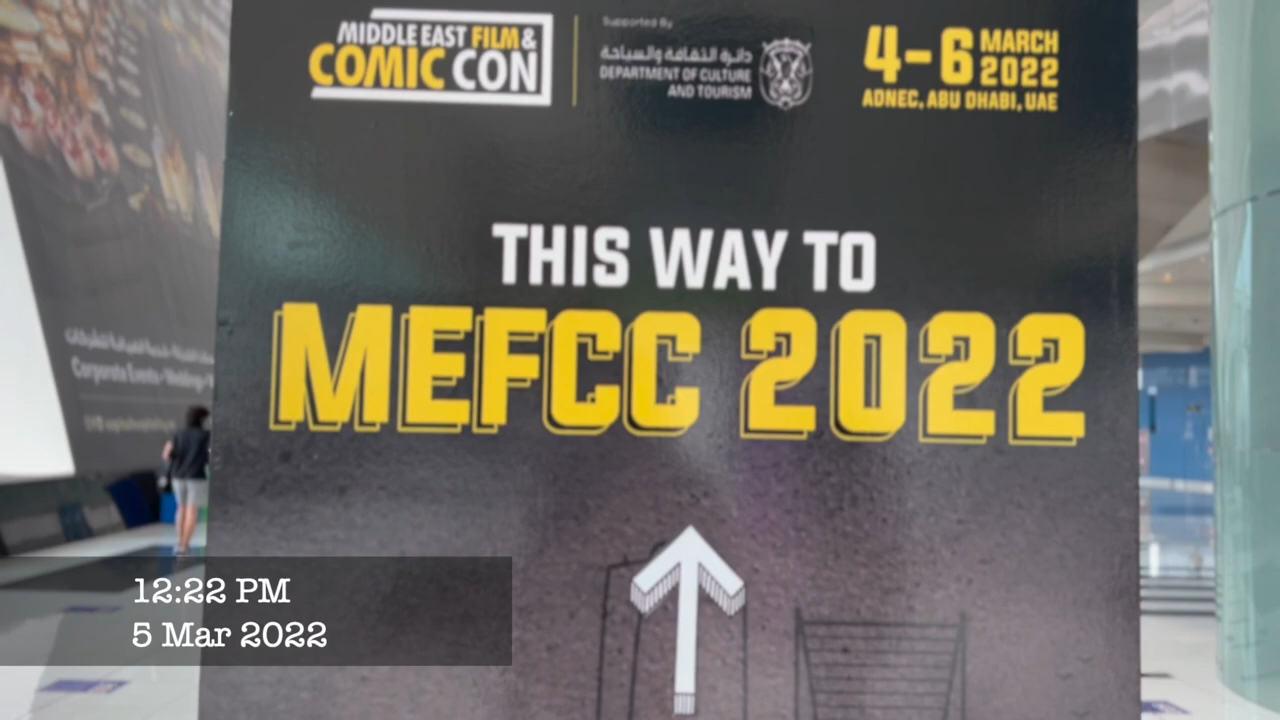 MIDDLE EAST FILM &
COMIC CON
Supported By
دائرة الثقافة والسياحة
DEPARTMENT OF CULTURE
AND TOURISM
4-6 MARCH
2022
ADNEC, ABU DHABI, UAE
THIS WAY TO
MEFCC 2022
Corporate Events • Weddings •
12:22 PM
5 Mar 2022